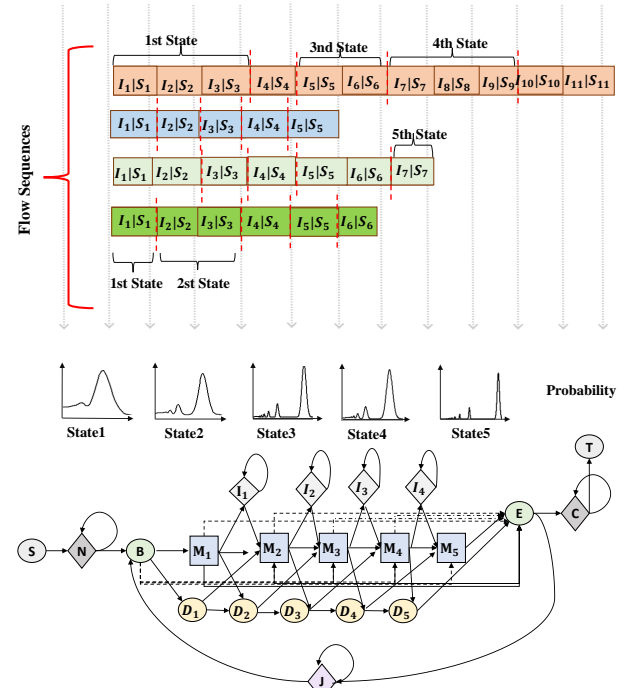 1st State
3nd State
4th State
I₁|S₁ I₂|S₂ I₃|S₃ I₄|S₄ I₅|S₅ I₆|S₆ I₇|S₇ I₈|S₈ I₉|S₉ I₁₀|S₁₀ I₁₁|S₁₁
I₁|S₁ I₂|S₂ I₃|S₃ I₄|S₄ I₅|S₅
5th State
I₁|S₁ I₂|S₂ I₃|S₃ I₄|S₄ I₅|S₅ I₆|S₆ I₇|S₇
I₁|S₁ I₂|S₂ I₃|S₃ I₄|S₄ I₅|S₅ I₆|S₆
1st State 2st State
Flow Sequences
Probability
State1 State2 State3 State4 State5
T
I₁ I₂ I₃ I₄
E C
S N B M₁ M₂ M₃ M₄ M₅
D₁ D₂ D₃ D₄ D₅
J